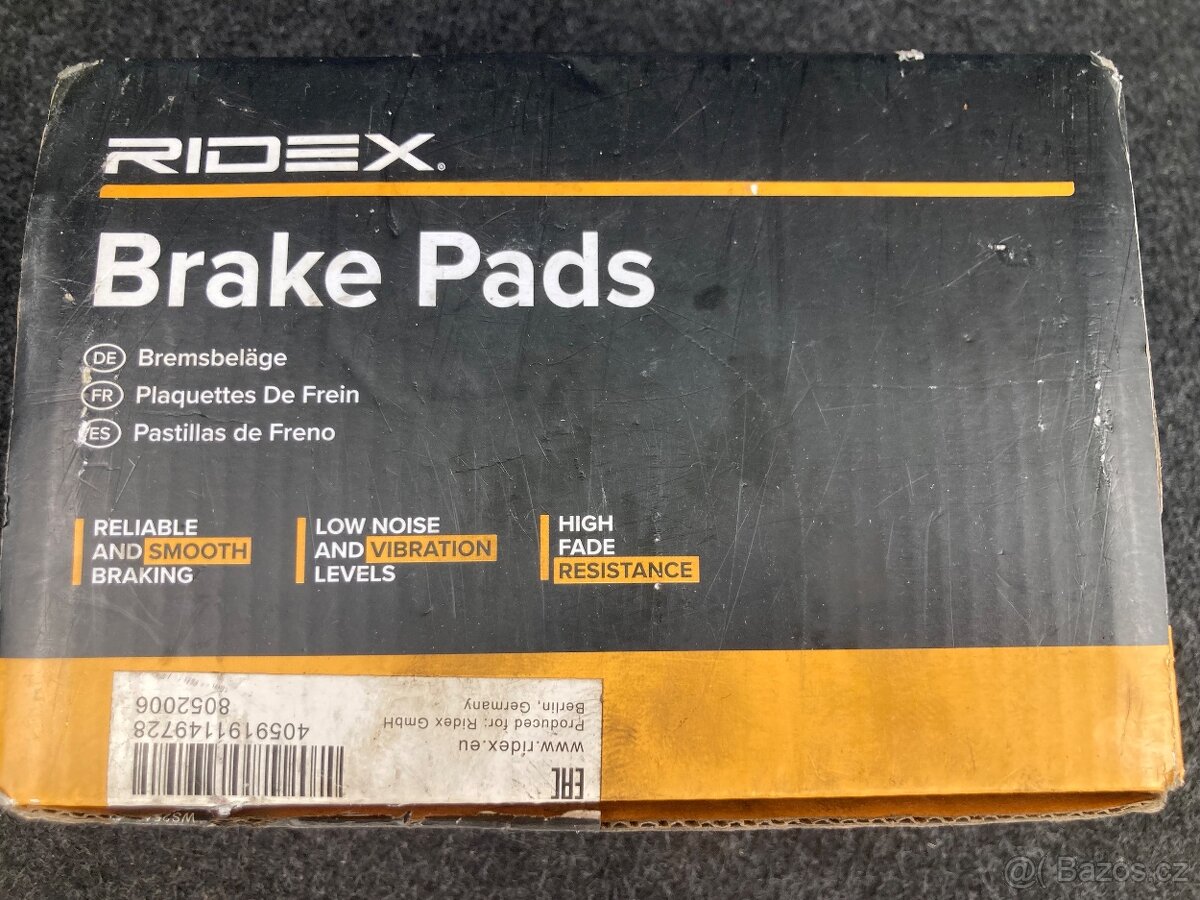 RIDEX®
Brake Pads
DE Bremsbeläge
FR Plaquettes De Frein
ES Pastillas de Freno
RELIABLE
AND SMOOTH
BRAKING
LOW NOISE
AND VIBRATION
LEVELS
HIGH
FADE
RESISTANCE
EAC
www.ridex.eu
Produced for: Ridex GmbH
Berlin, Germany
4059191149728
8052006
@( Bazoš.cz